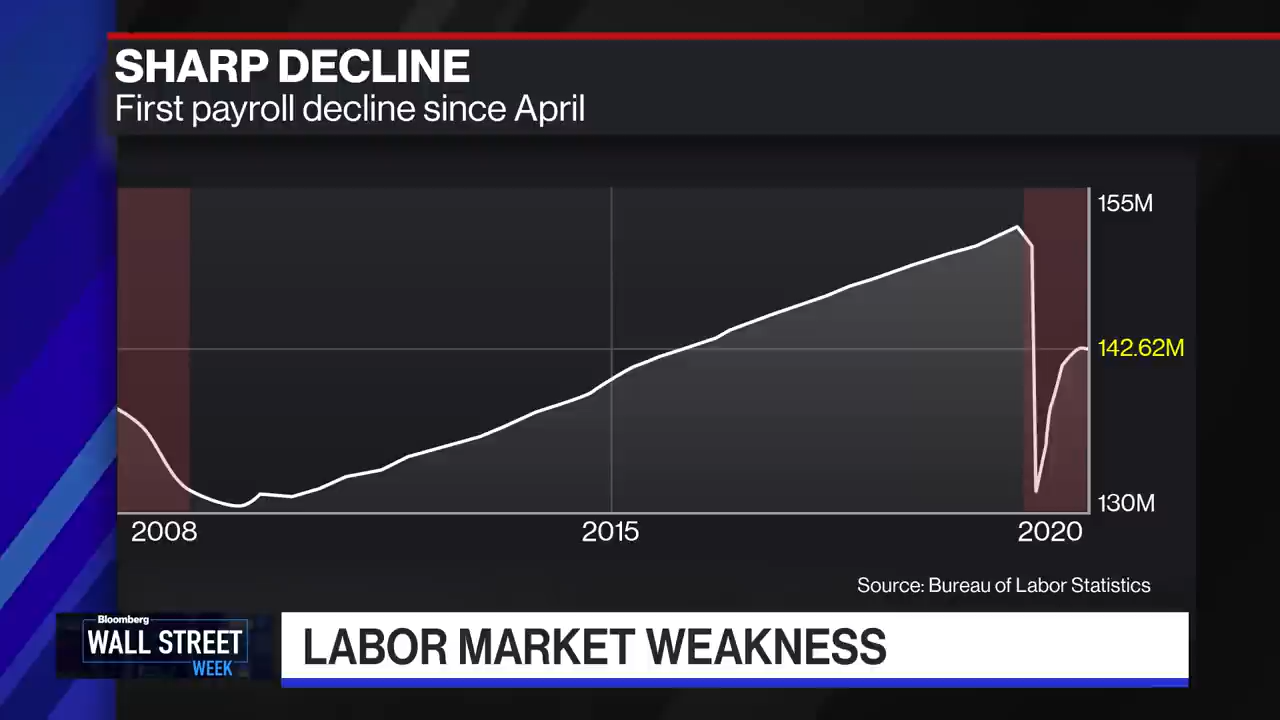 SHARP DECLINE
First payroll decline since April
155M
142.62M
130M
2008
2015
2020
Source: Bureau of Labor Statistics
Bloomberg
WALL STREET
WEEK
LABOR MARKET WEAKNESS